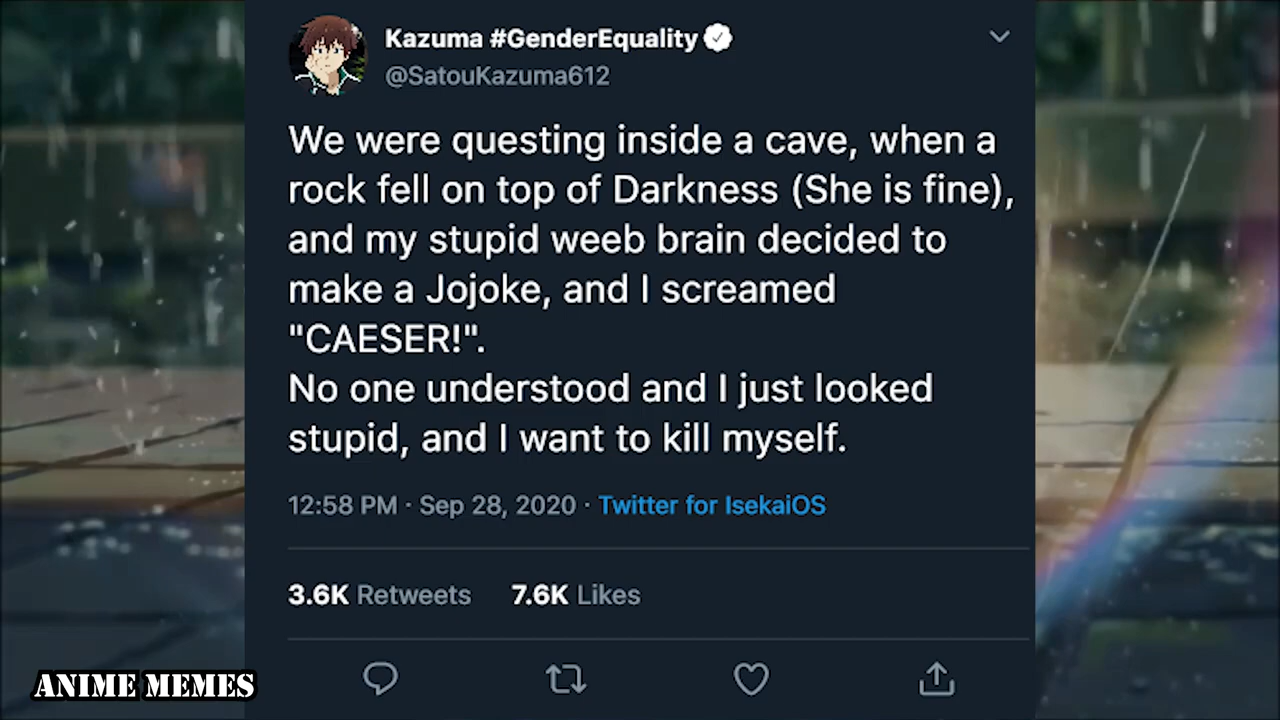 Kazuma #GenderEquality
@SatouKazuma612
We were questing inside a cave, when a
rock fell on top of Darkness (She is fine),
and my stupid weeb brain decided to
make a Jojoke, and I screamed
"CAESER!".
No one understood and I just looked
stupid, and I want to kill myself.
12:58 PM · Sep 28, 2020 · Twitter for IsekaiOS
3.6K Retweets 7.6K Likes
ANIME MEMES